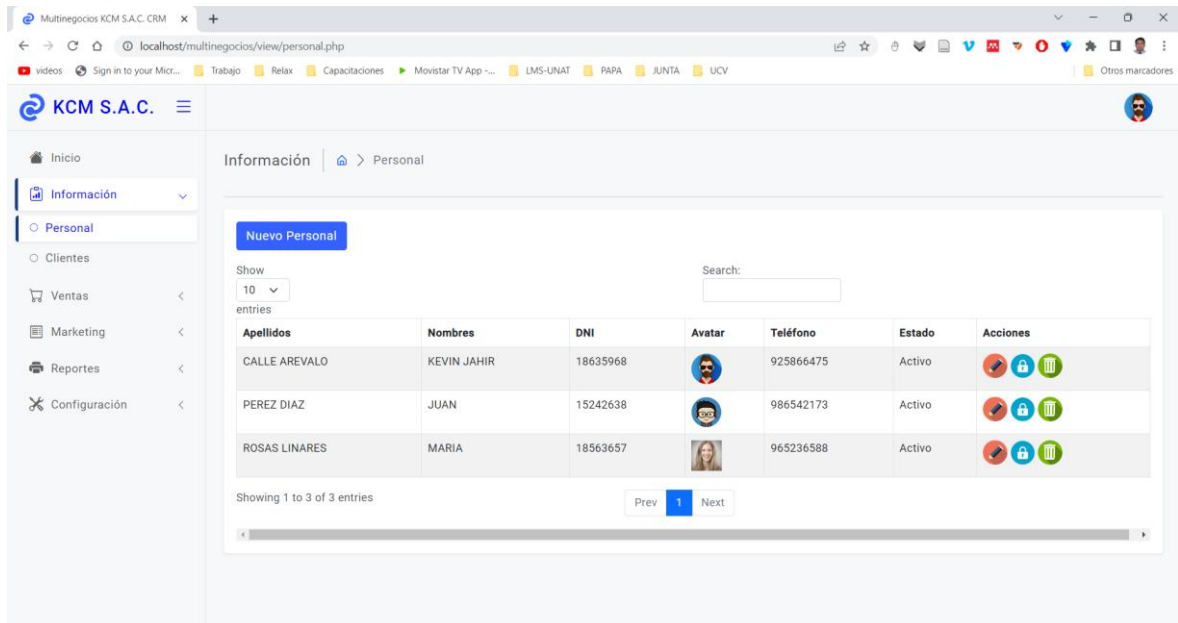 Multinegocios KCM S.A.C. CRM
localhost/multinegocios/view/personal.php
videos Sign in to your Micr... Trabajo Relax Capacitaciones Movistar TV App -... LMS-UNAT PAPA JUNTA UCV Otros marcadores
KCM S.A.C.
Inicio
Información
Personal
Clientes
Ventas
Marketing
Reportes
Configuración
Información > Personal
Nuevo Personal
Show
10
entries
Search:
Apellidos Nombres DNI Avatar Teléfono Estado Acciones
CALLE AREVALO KEVIN JAHIR 18635968 925866475 Activo
PEREZ DIAZ JUAN 15242638 986542173 Activo
ROSAS LINARES MARIA 18563657 965236588 Activo
Showing 1 to 3 of 3 entries
Prev 1 Next